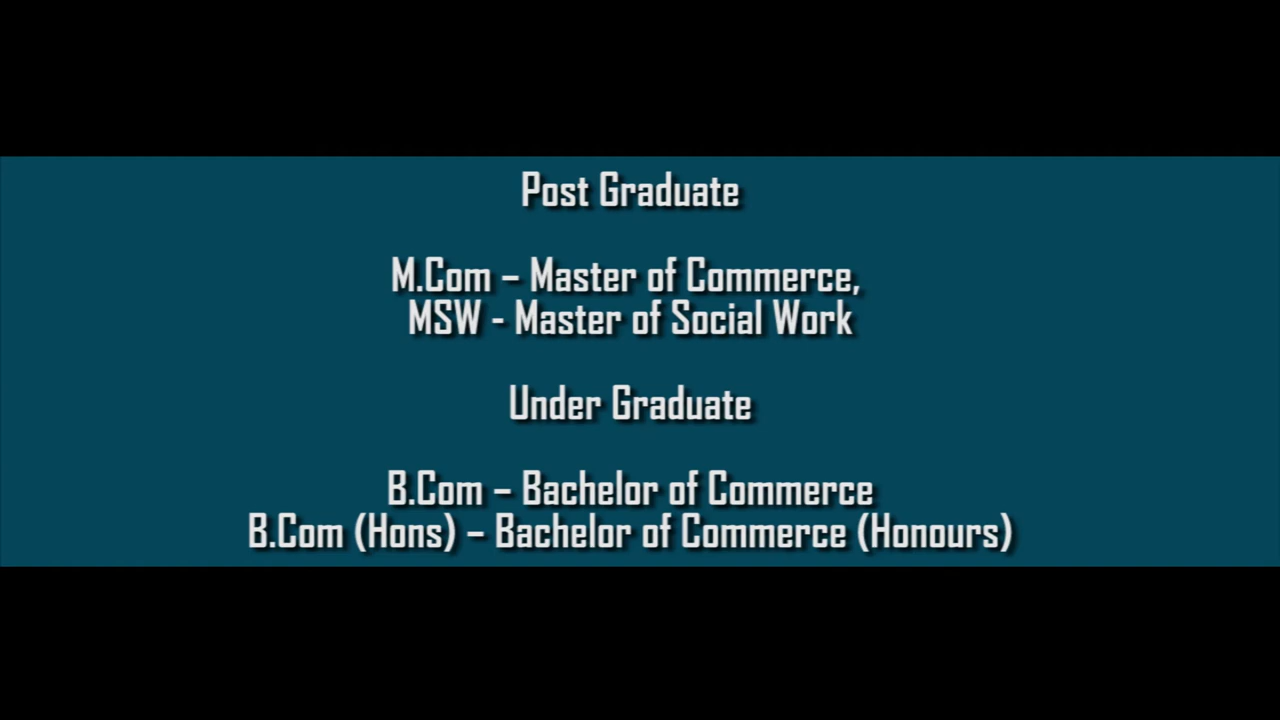 Post Graduate
M.Com – Master of Commerce,
MSW - Master of Social Work
Under Graduate
B.Com – Bachelor of Commerce
B.Com (Hons) – Bachelor of Commerce (Honours)